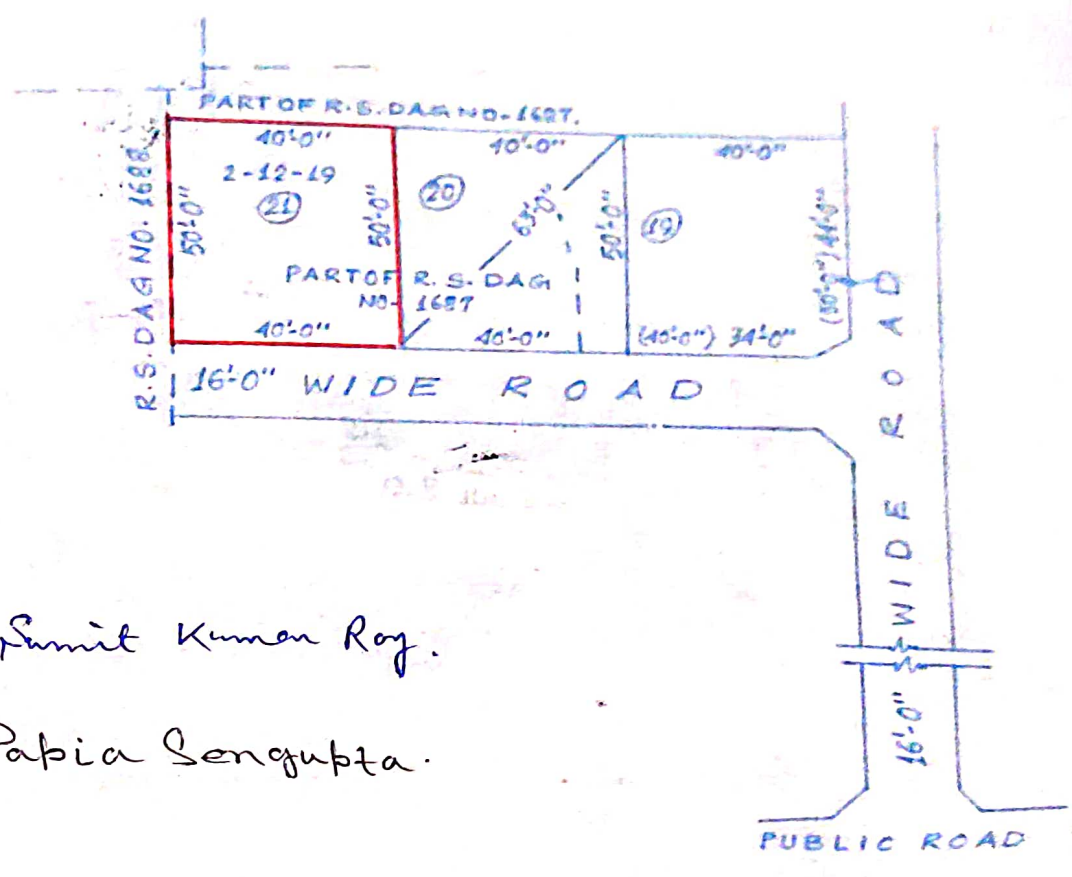 PART OF R.S. DAG NO-1687.
40'-0"
40'-0"
40'-0"
2-12-19
21
20
19
R.S. DAG NO. 1688
50'-0"
50'-0"
63'-0"
50'-0"
(50'-0") 44'-0"
PART OF R.S. DAG
NO- 1687
40'-0"
40'-0"
(40'-0") 34'-0"
16'-0" WIDE ROAD
16'-0" WIDE ROAD
Sumit Kumar Roy.
Papia Sengupta.
PUBLIC ROAD